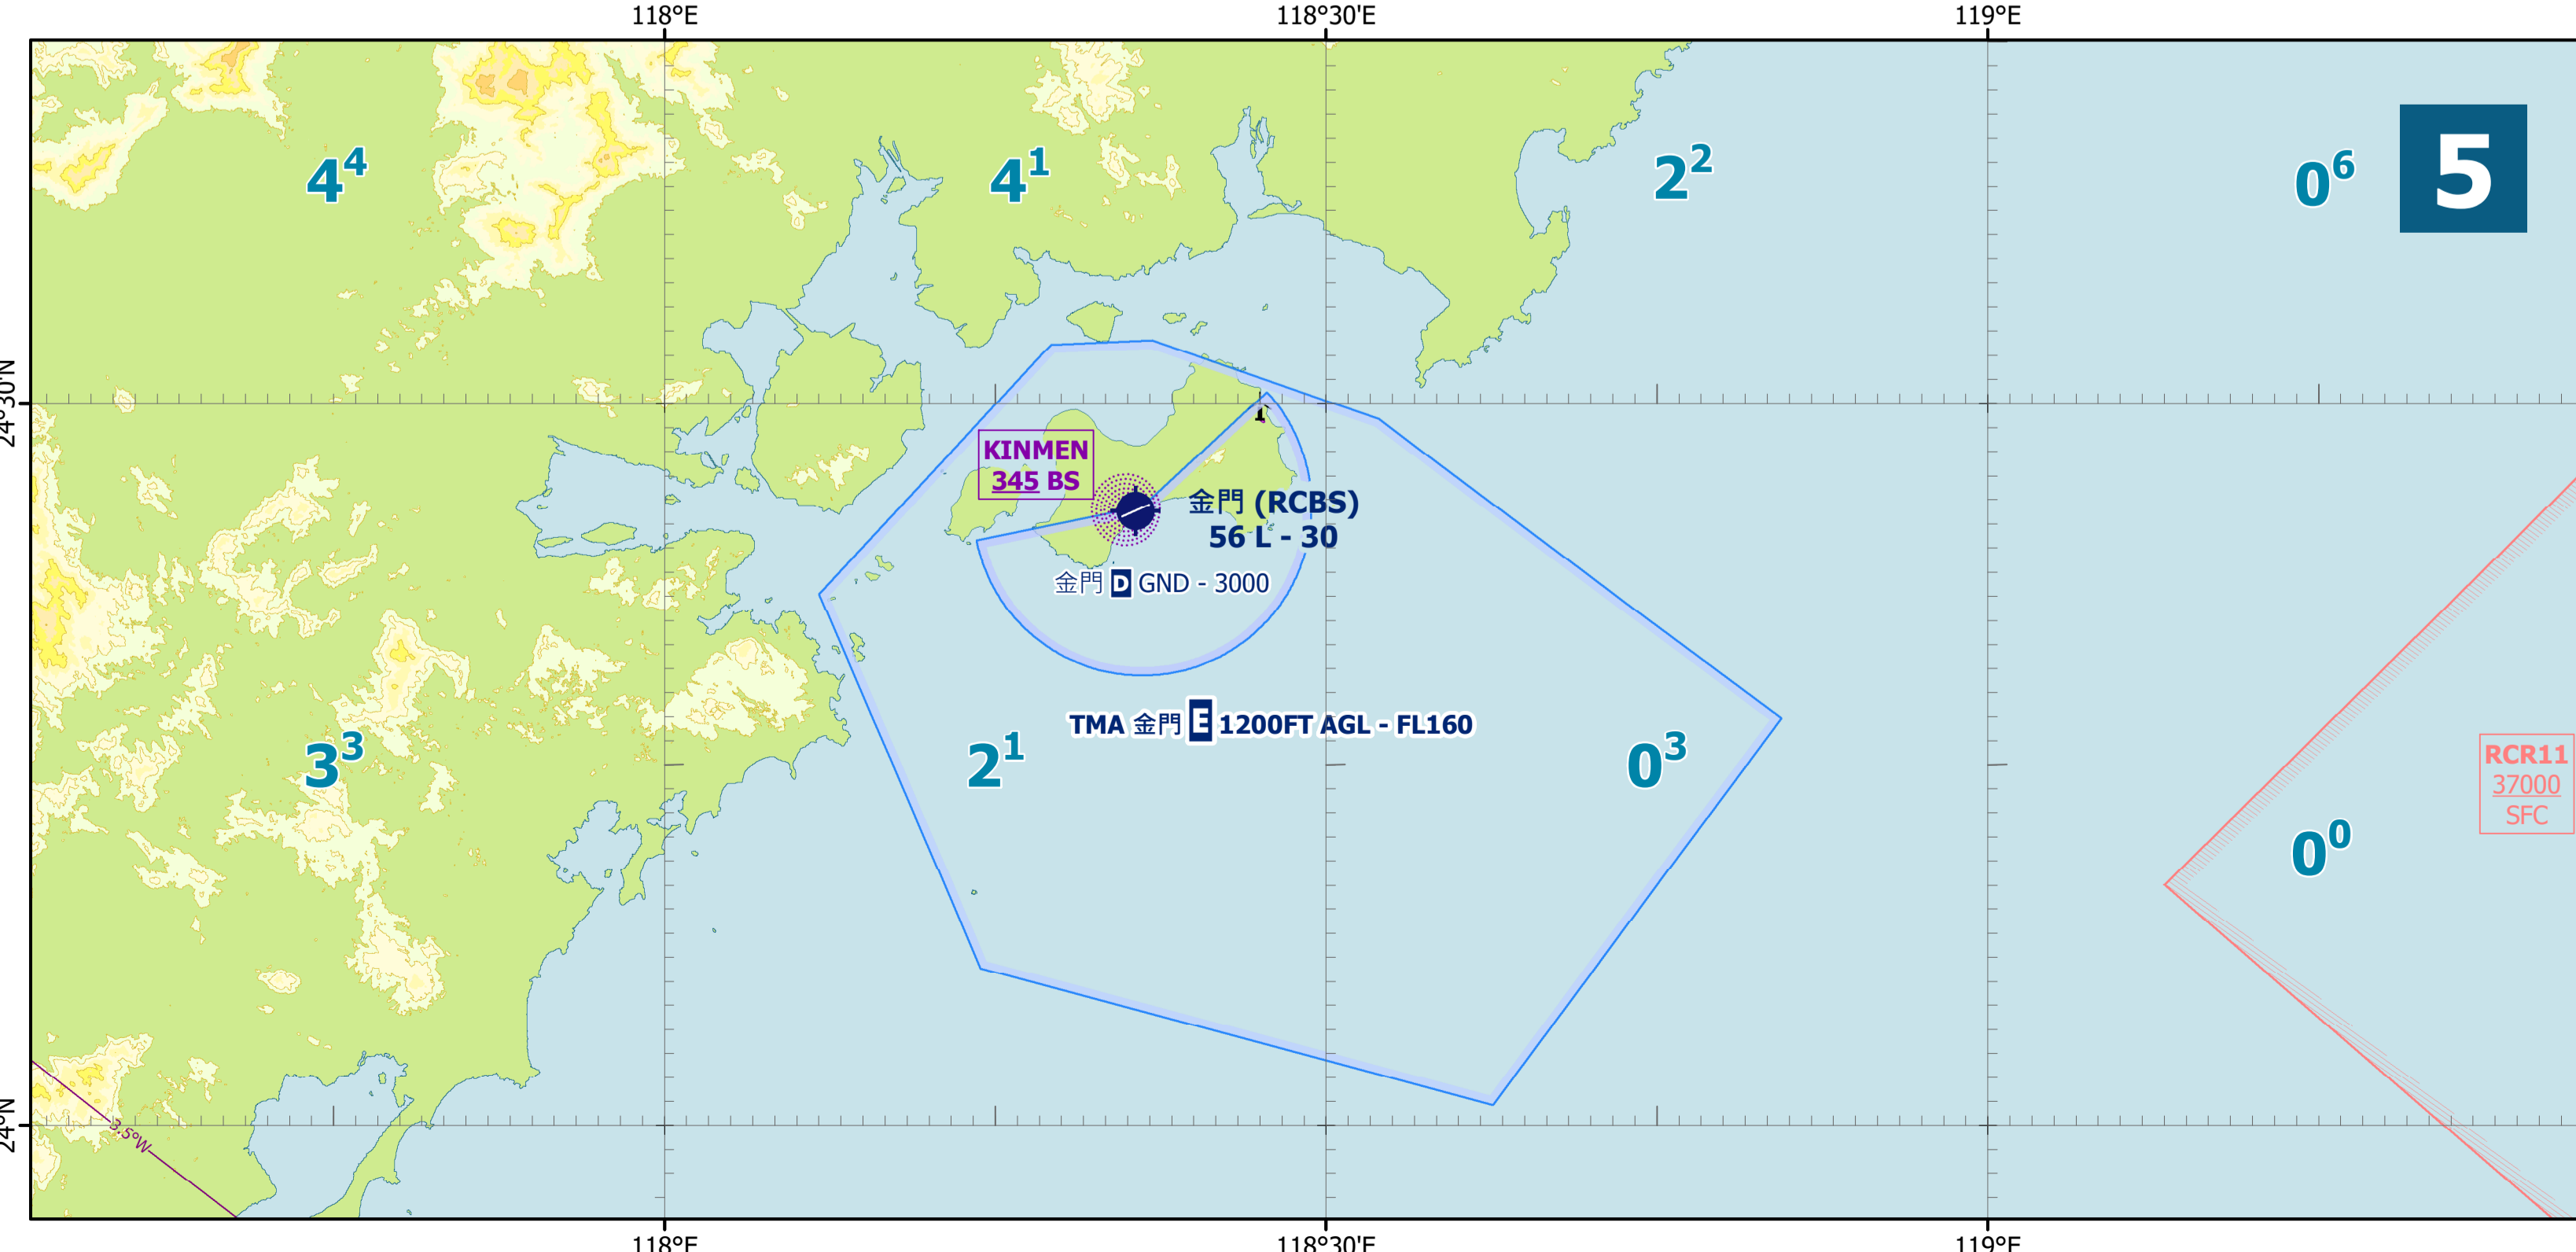 118°E
118°30'E
119°E
4⁴
4¹
2²
0⁶
5
24°30'N
KINMEN
345 BS
金門 (RCBS)
56 L - 30
金門 D GND - 3000
TMA 金門 E 1200FT AGL - FL160
3³
2¹
0³
RCR11
37000
SFC
0⁰
24°N
3.5°W
118°E
118°30'E
119°E